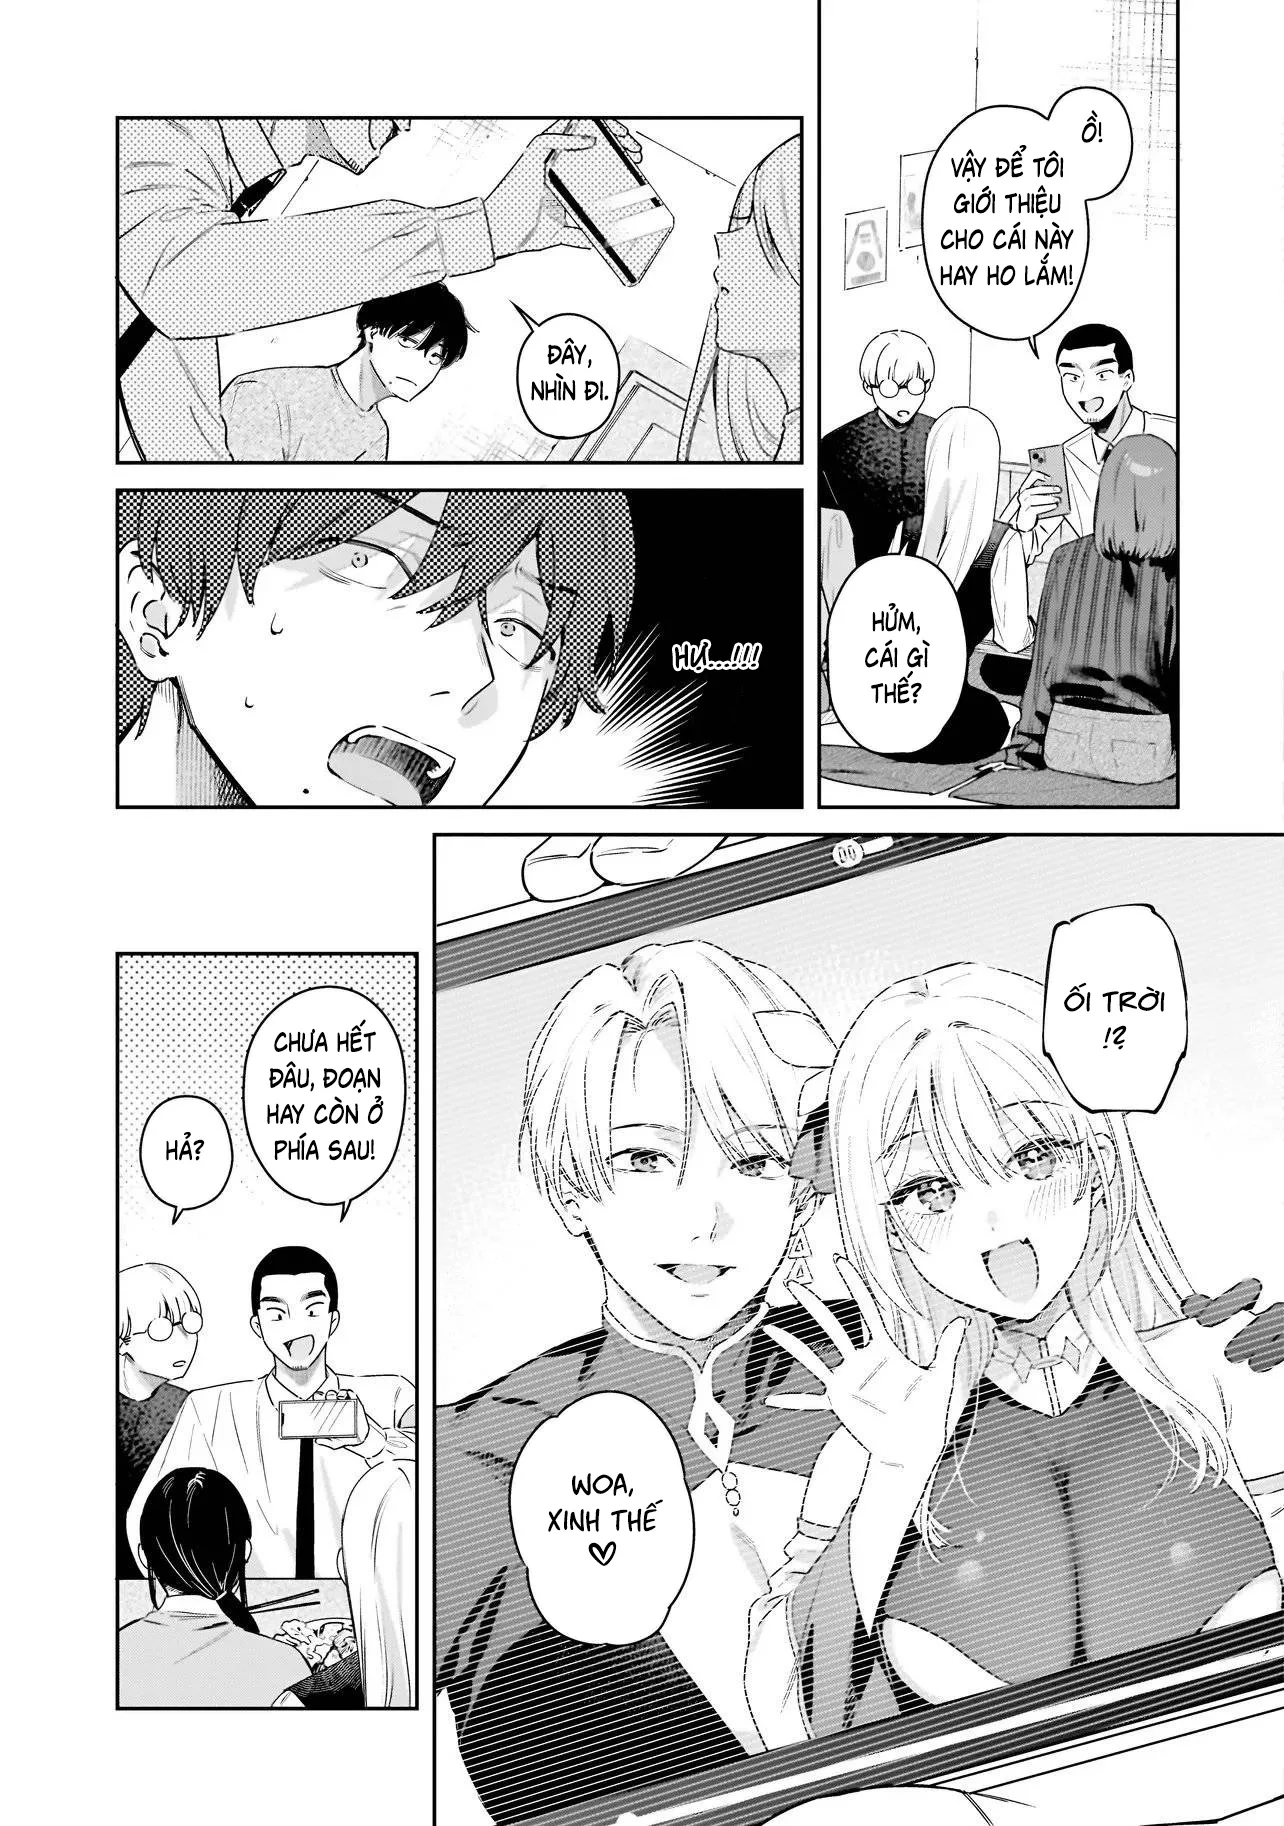 Ồ!
VẬY ĐỂ TÔI
GIỚI THIỆU
CHO CÁI NÀY
HAY HO LẮM!
HỬM,
CÁI GÌ
THẾ?
ĐÂY,
NHÌN ĐI.
HỰ...!!!
ỐI TRỜI
!?
WOA,
XINH THẾ
♡
CHƯA HẾT
ĐÂU, ĐOẠN
HAY CÒN Ở
PHÍA SAU!
HẢ?